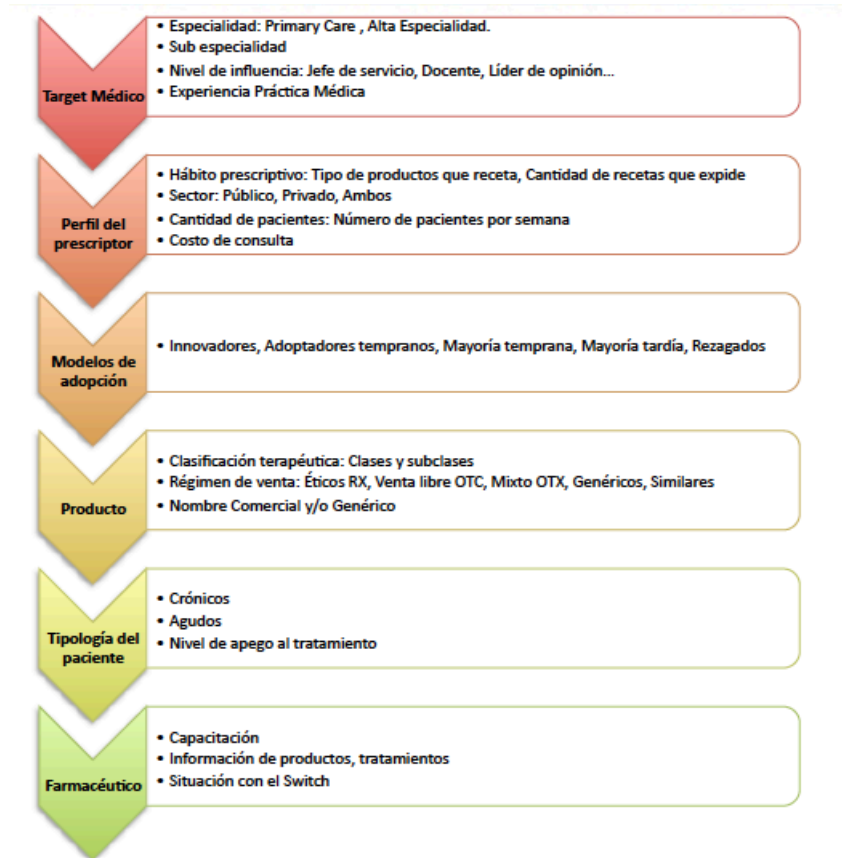 • Especialidad: Primary Care , Alta Especialidad.
• Sub especialidad
• Nivel de influencia: Jefe de servicio, Docente, Líder de opinión...
Target Médico
• Experiencia Práctica Médica
• Hábito prescriptivo: Tipo de productos que receta, Cantidad de recetas que expide
• Sector: Público, Privado, Ambos
• Cantidad de pacientes: Número de pacientes por semana
• Costo de consulta
Perfil del
prescriptor
• Innovadores, Adoptadores tempranos, Mayoría temprana, Mayoría tardía, Rezagados
Modelos de
adopción
• Clasificación terapéutica: Clases y subclases
• Régimen de venta: Éticos RX, Venta libre OTC, Mixto OTX, Genéricos, Similares
• Nombre Comercial y/o Genérico
Producto
• Crónicos
• Agudos
• Nivel de apego al tratamiento
Tipología del
paciente
• Capacitación
• Información de productos, tratamientos
• Situación con el Switch
Farmacéutico